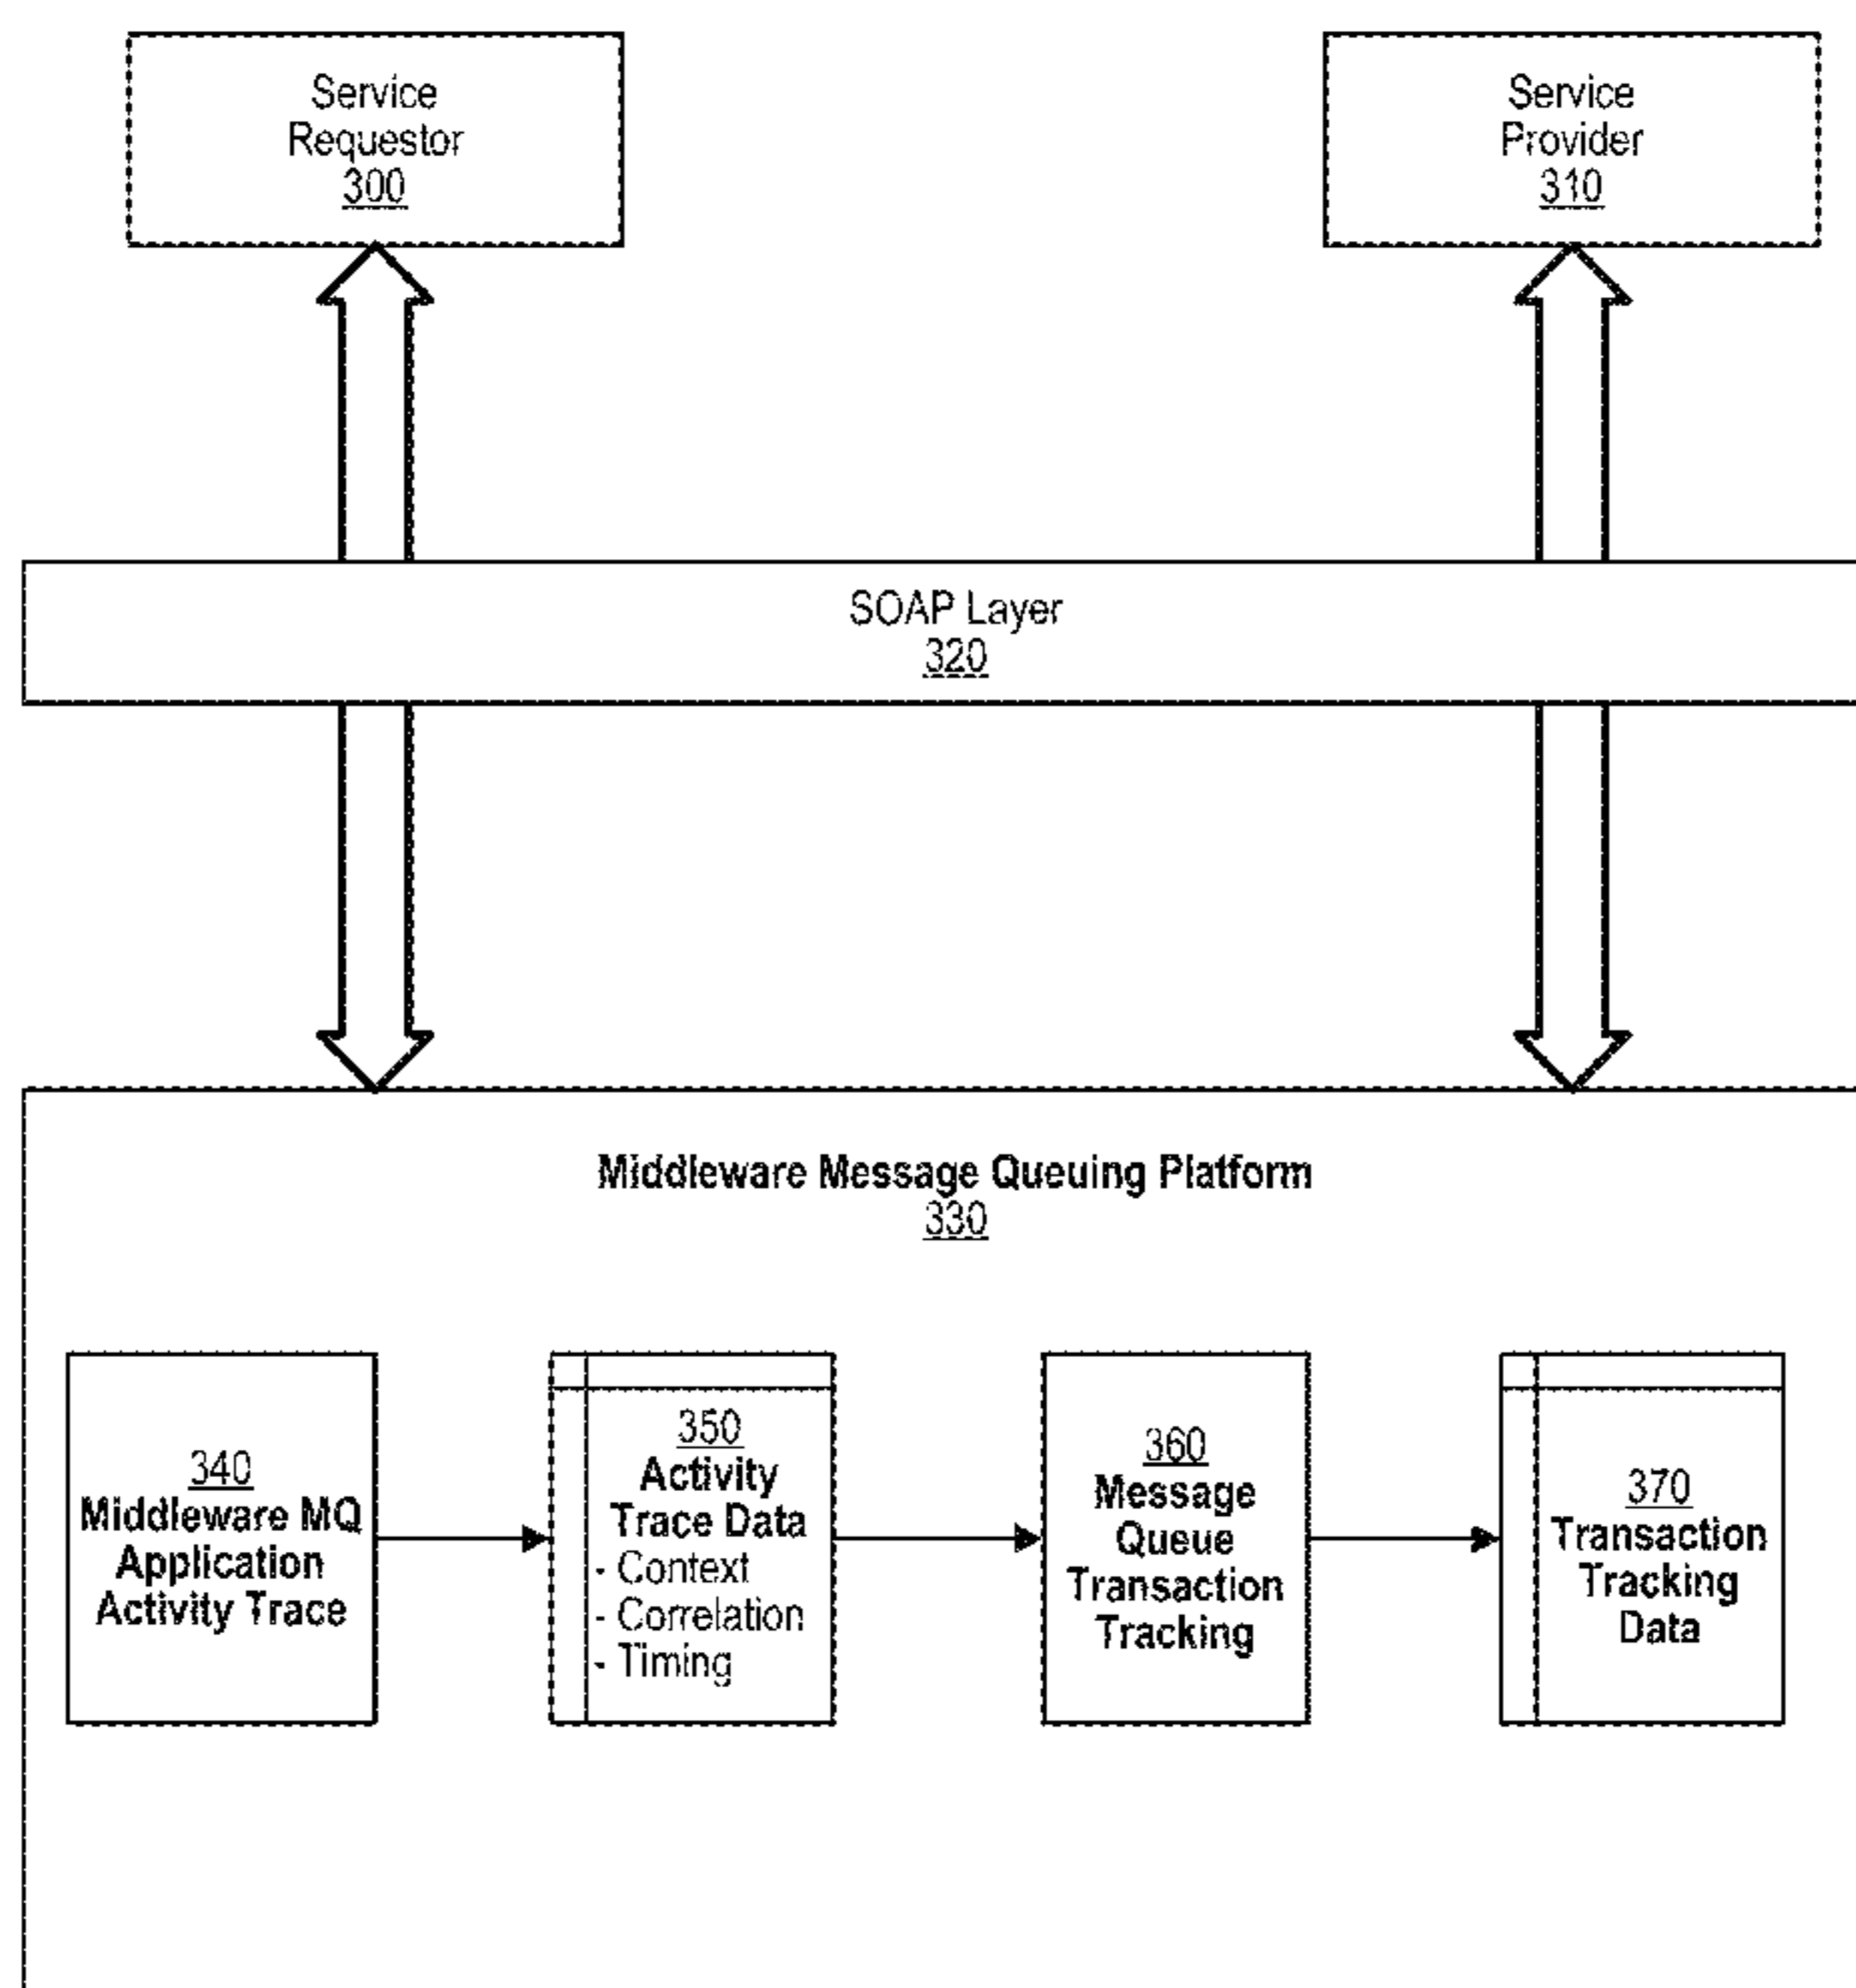 Service
Requestor
300
Service
Provider
310
SOAP Layer
320
Middleware Message Queuing Platform
330
340
Middleware MQ
Application
Activity Trace
350
Activity
Trace Data
- Context
- Correlation
- Timing
360
Message
Queue
Transaction
Tracking
370
Transaction
Tracking
Data